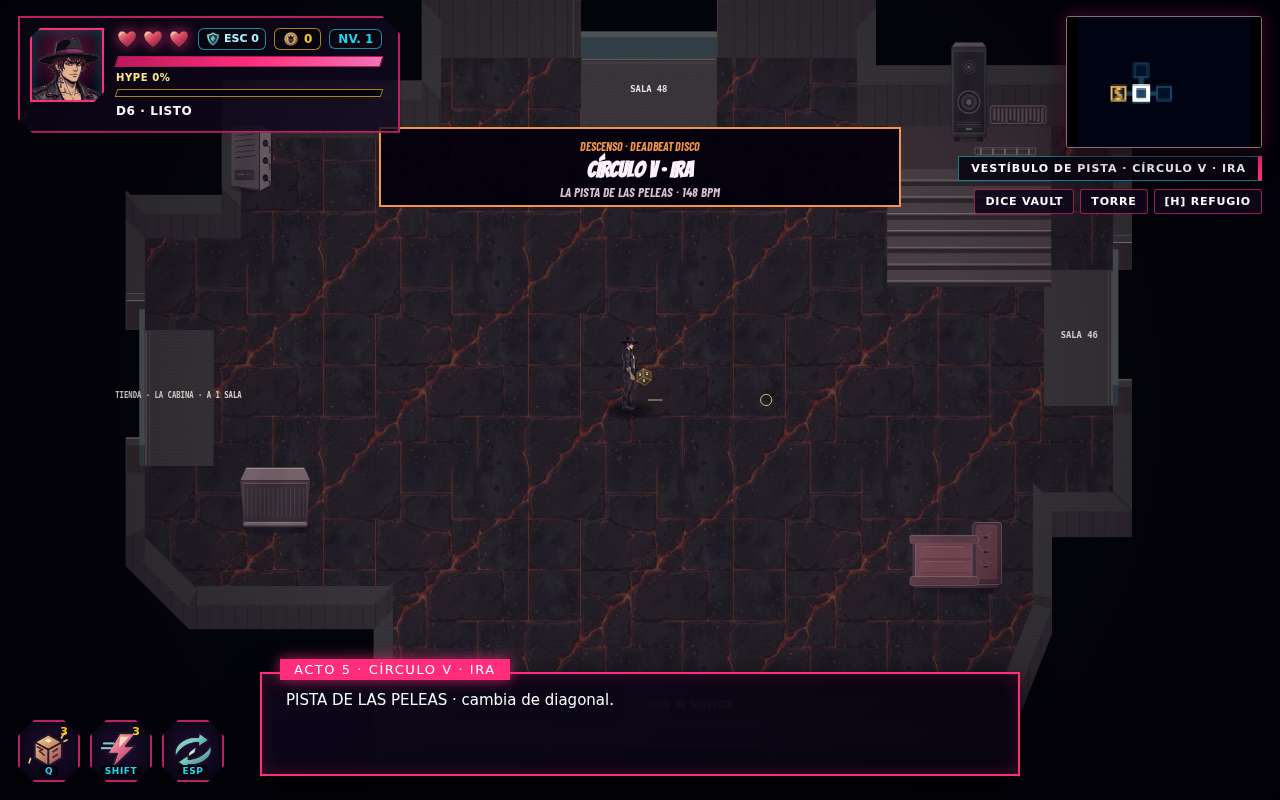 ESC 0
0
NV. 1
HYPE 0%
D6 · LISTO
SALA 48
DESCENSO · DEADBEAT DISCO
CÍRCULO V · IRA
LA PISTA DE LAS PELEAS · 148 BPM
$
VESTÍBULO DE PISTA · CÍRCULO V · IRA
DICE VAULT
TORRE
[H] REFUGIO
SALA 46
TIENDA · LA CABINA · A 1 SALA
ACTO 5 · CÍRCULO V · IRA
PISTA DE LAS PELEAS · cambia de diagonal.
3
Q
3
SHIFT
ESP